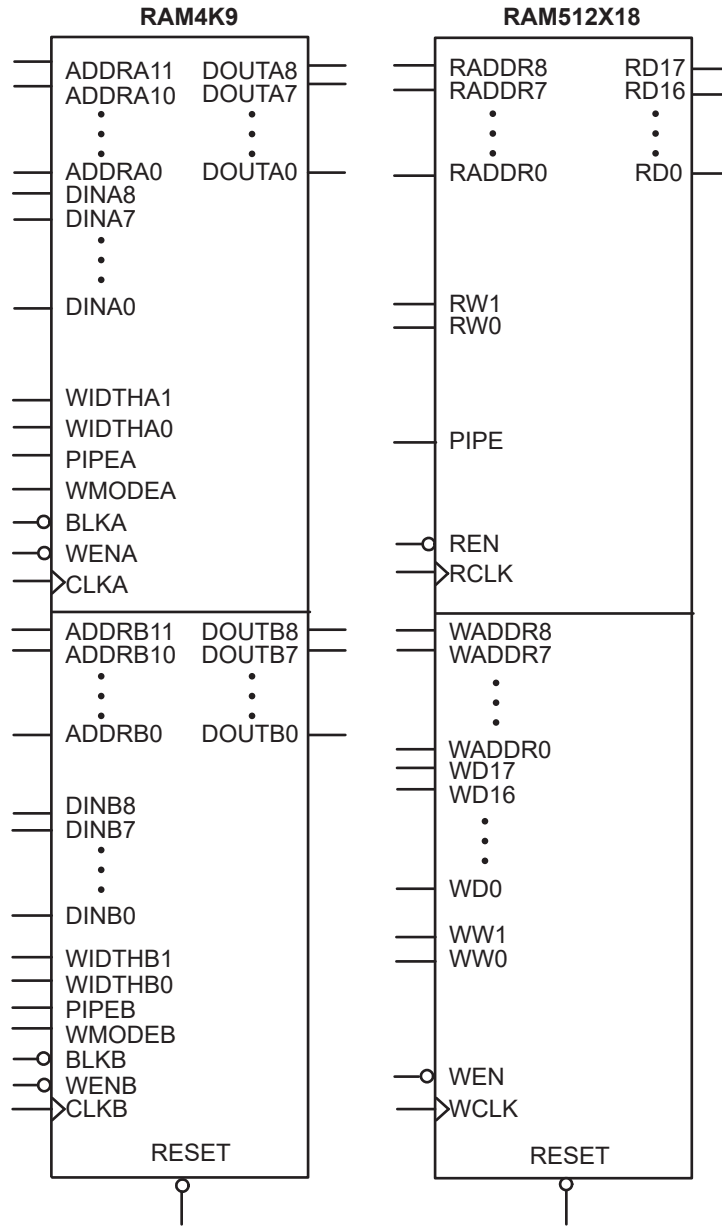 RAM4K9
ADDRA11 DOUTA8
ADDRA10 DOUTA7
ADDRA0 DOUTA0
DINA8
DINA7
DINA0
WIDTHA1
WIDTHA0
PIPEA
WMODEA
BLKA
WENA
CLKA
ADDRB11 DOUTB8
ADDRB10 DOUTB7
ADDRB0 DOUTB0
DINB8
DINB7
DINB0
WIDTHB1
WIDTHB0
PIPEB
WMODEB
BLKB
WENB
CLKB
RESET
RAM512X18
RADDR8 RD17
RADDR7 RD16
RADDR0 RD0
RW1
RW0
PIPE
REN
RCLK
WADDR8
WADDR7
WADDR0
WD17
WD16
WD0
WW1
WW0
WEN
WCLK
RESET